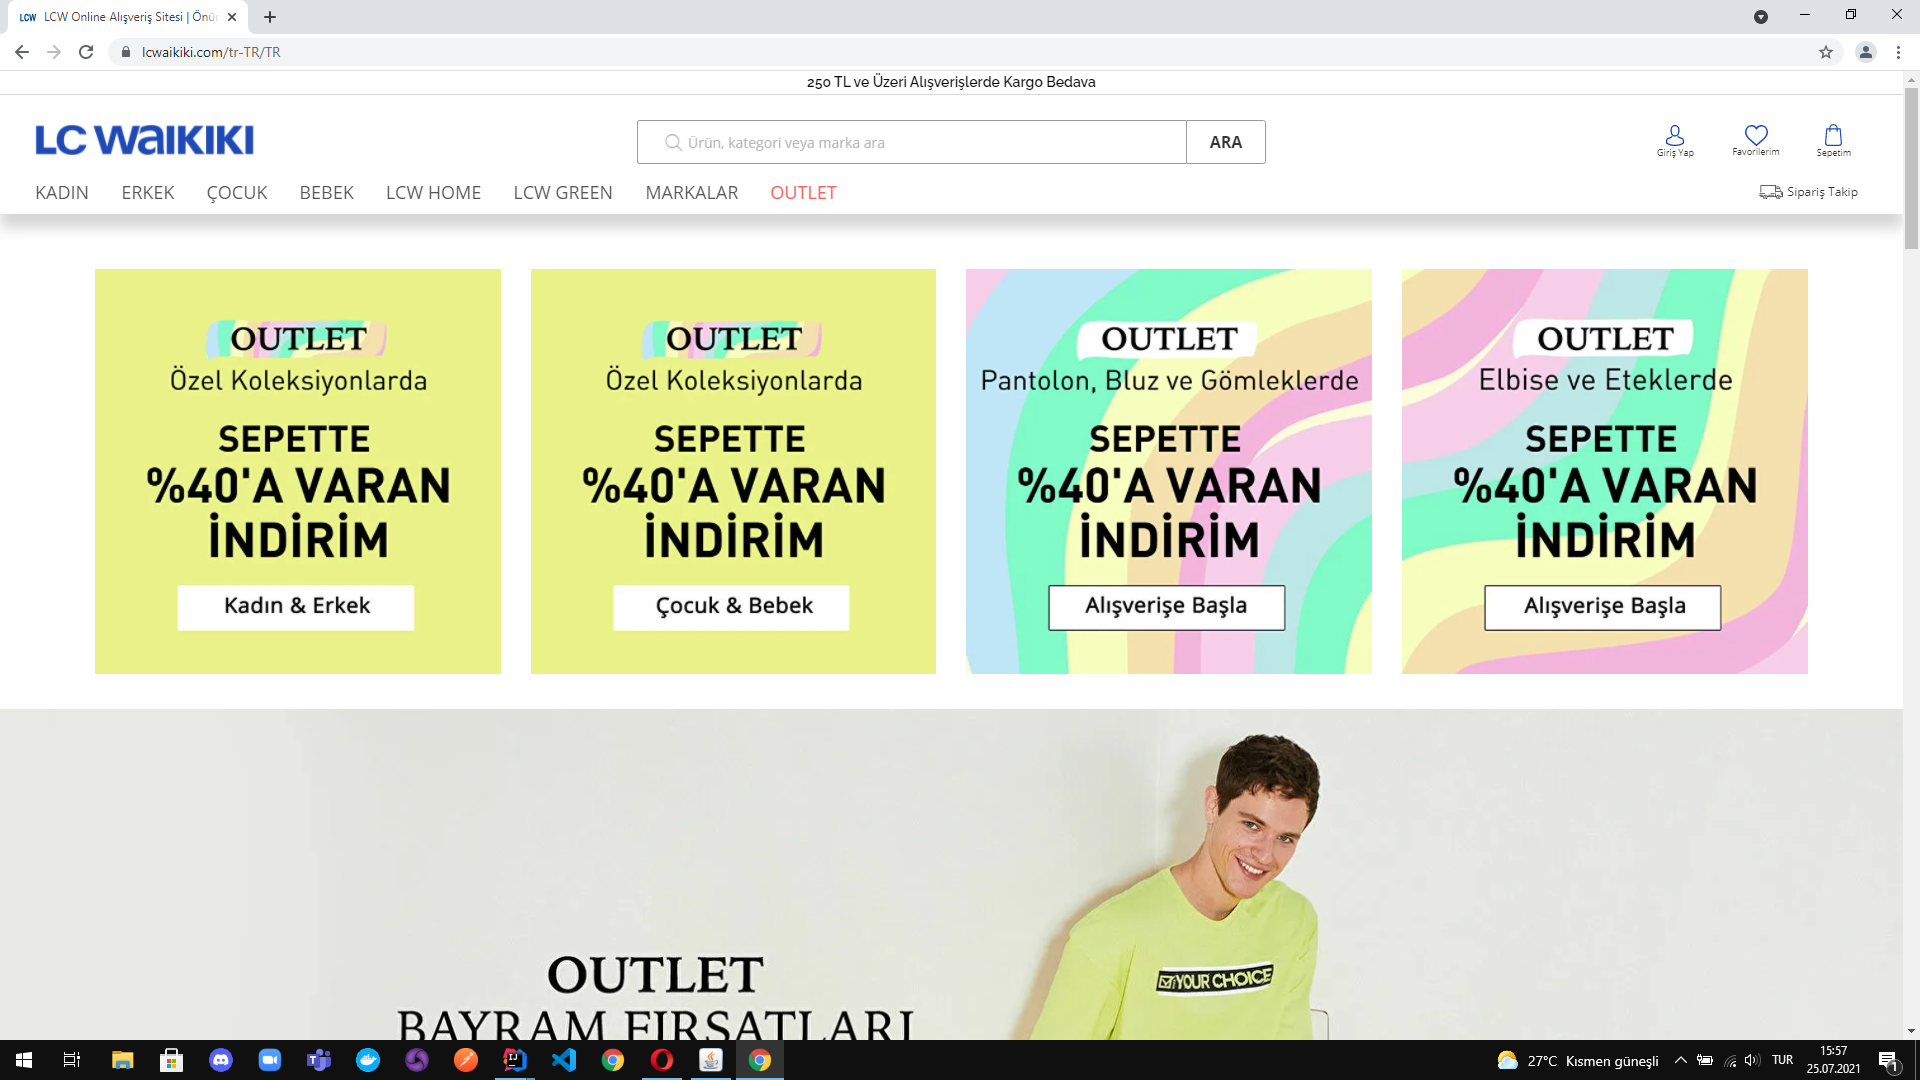 LCW LCW Online Alışveriş Sitesi | Önü
lcwaikiki.com/tr-TR/TR
250 TL ve Üzeri Alışverişlerde Kargo Bedava
LC WAIKIKI
Ürün, kategori veya marka ara
ARA
Giriş Yap
Favorilerim
Sepetim
KADIN ERKEK ÇOCUK BEBEK LCW HOME LCW GREEN MARKALAR OUTLET
Sipariş Takip
OUTLET
Özel Koleksiyonlarda
SEPETTE
%40'A VARAN
İNDİRİM
Kadın & Erkek
OUTLET
Özel Koleksiyonlarda
SEPETTE
%40'A VARAN
İNDİRİM
Çocuk & Bebek
OUTLET
Pantolon, Bluz ve Gömleklerde
SEPETTE
%40'A VARAN
İNDİRİM
Alışverişe Başla
OUTLET
Elbise ve Eteklerde
SEPETTE
%40'A VARAN
İNDİRİM
Alışverişe Başla
YOUR CHOICE
OUTLET
BAYRAM FIRSATLARI
27°C Kısmen güneşli
TUR
15:57
25.07.2021
1